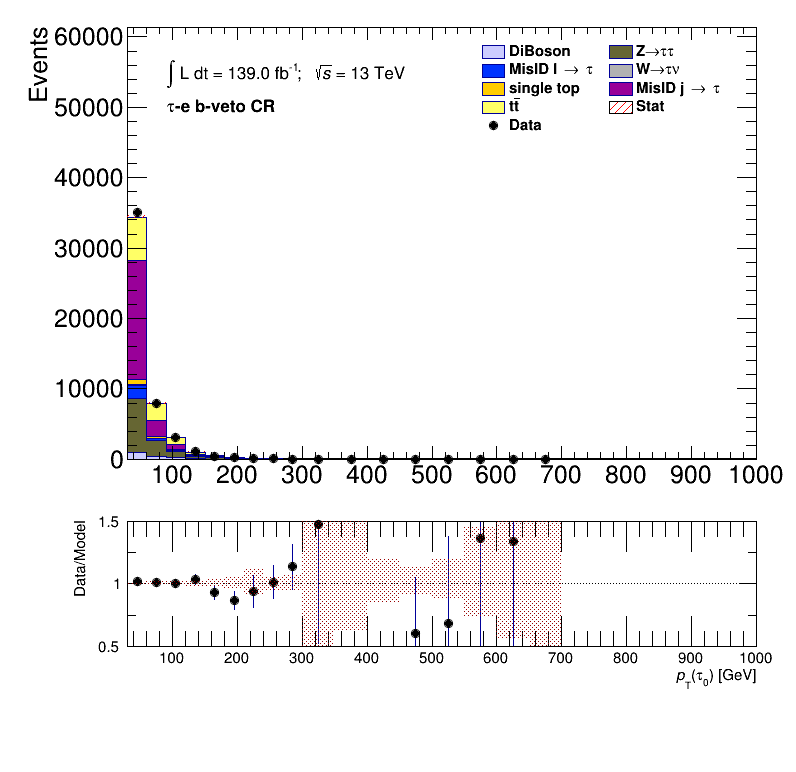 Events
60000
50000
40000
30000
20000
10000
0
∫ L dt = 139.0 fb⁻¹; √s = 13 TeV
τ-e b-veto CR
DiBoson
MisID l → τ
single top
tt̄
Data
Z→ττ
W→τν
MisID j → τ
Stat
100 200 300 400 500 600 700 800 900 1000
Data/Model
1.5
1
0.5
100 200 300 400 500 600 700 800 900 1000
p_T(τ_0) [GeV]